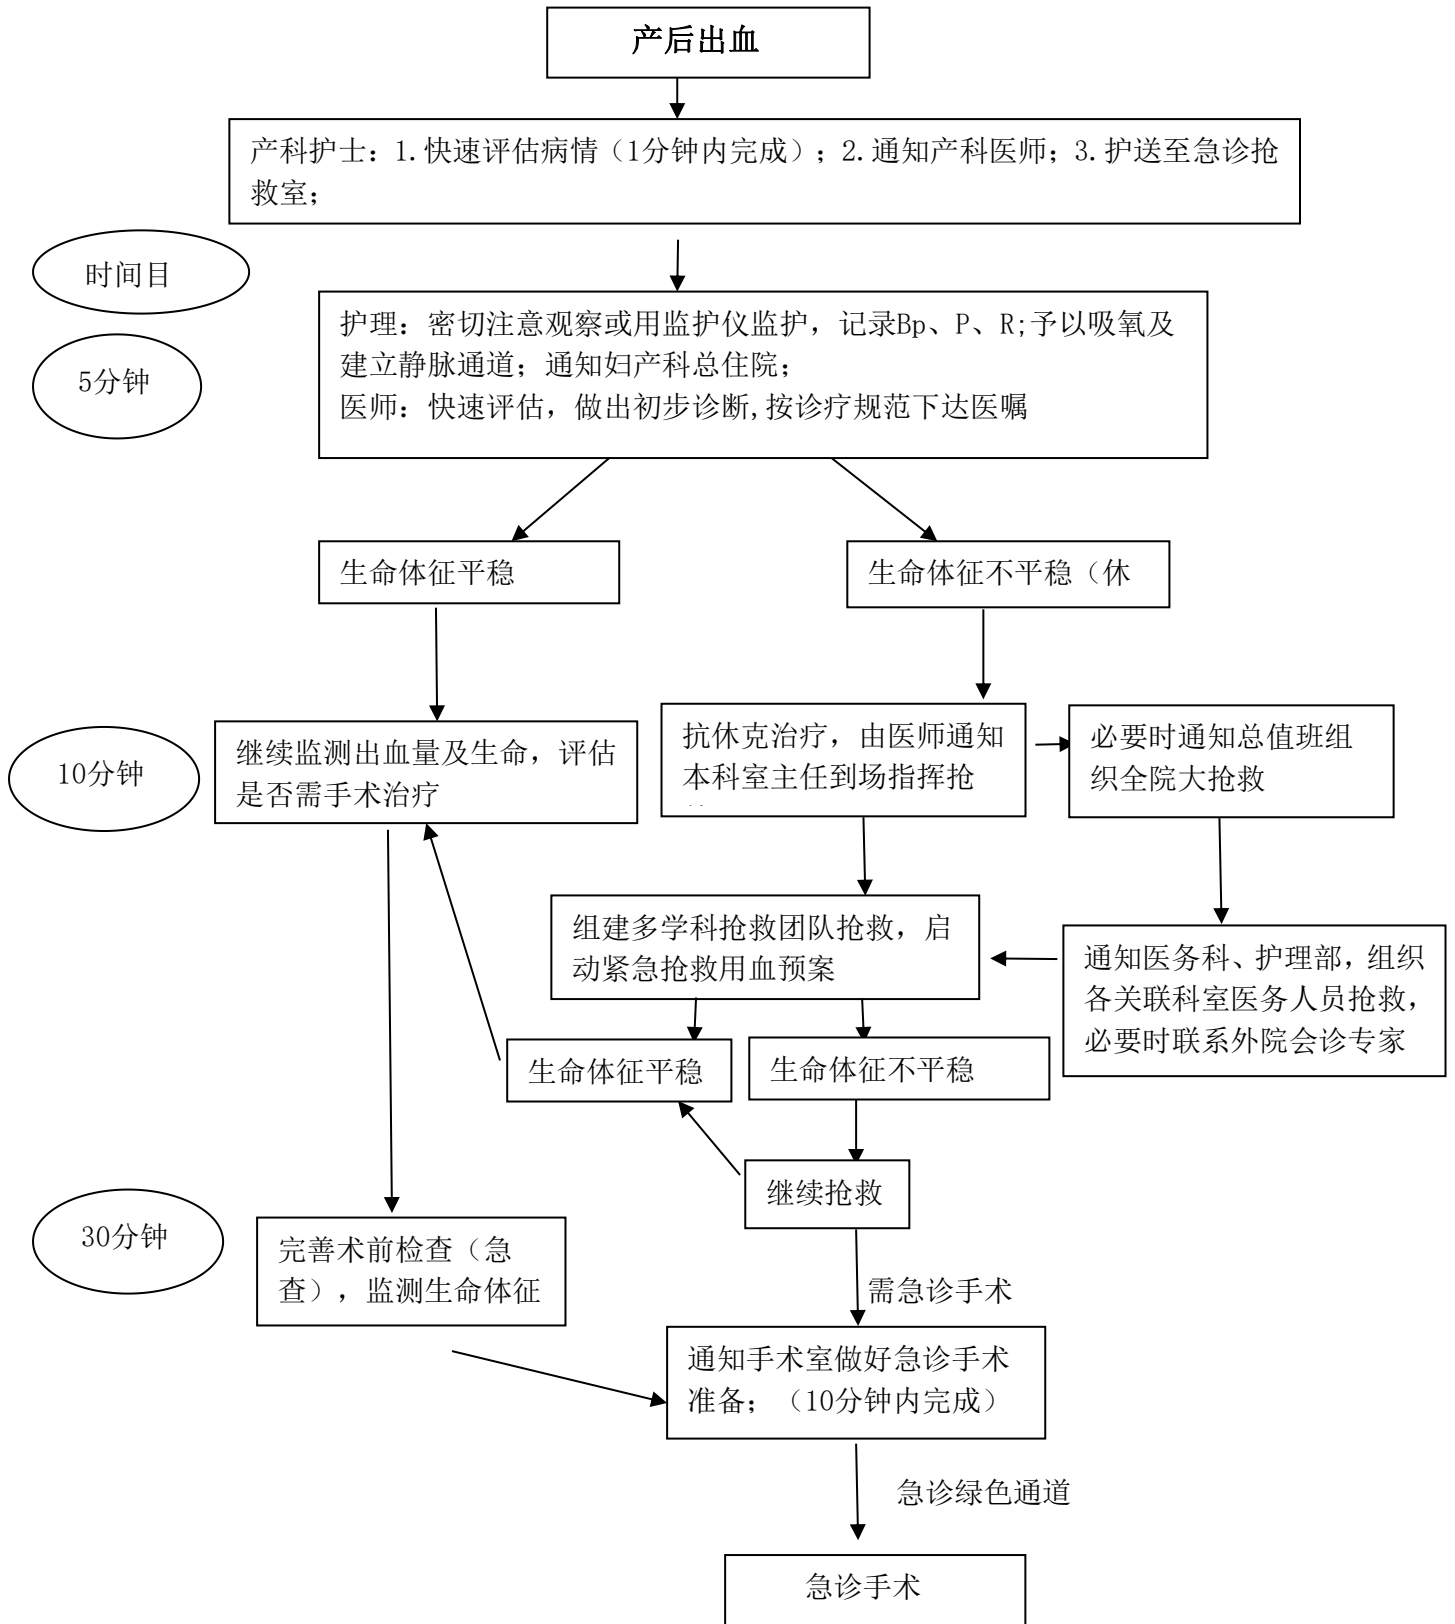 产后出血
产科护士：1.快速评估病情（1分钟内完成）；2.通知产科医师；3.护送至急诊抢
救室；
时间目
护理：密切注意观察或用监护仪监护，记录Bp、P、R;予以吸氧及
建立静脉通道；通知妇产科总住院；
医师：快速评估，做出初步诊断,按诊疗规范下达医嘱
5分钟
生命体征平稳
生命体征不平稳（休
10分钟
继续监测出血量及生命，评估
是否需手术治疗
抗休克治疗，由医师通知
本科室主任到场指挥抢
必要时通知总值班组
织全院大抢救
组建多学科抢救团队抢救，启
动紧急抢救用血预案
通知医务科、护理部，组织
各关联科室医务人员抢救，
必要时联系外院会诊专家
生命体征平稳
生命体征不平稳
继续抢救
30分钟
完善术前检查（急
查），监测生命体征
需急诊手术
通知手术室做好急诊手术
准备；（10分钟内完成）
急诊绿色通道
急诊手术